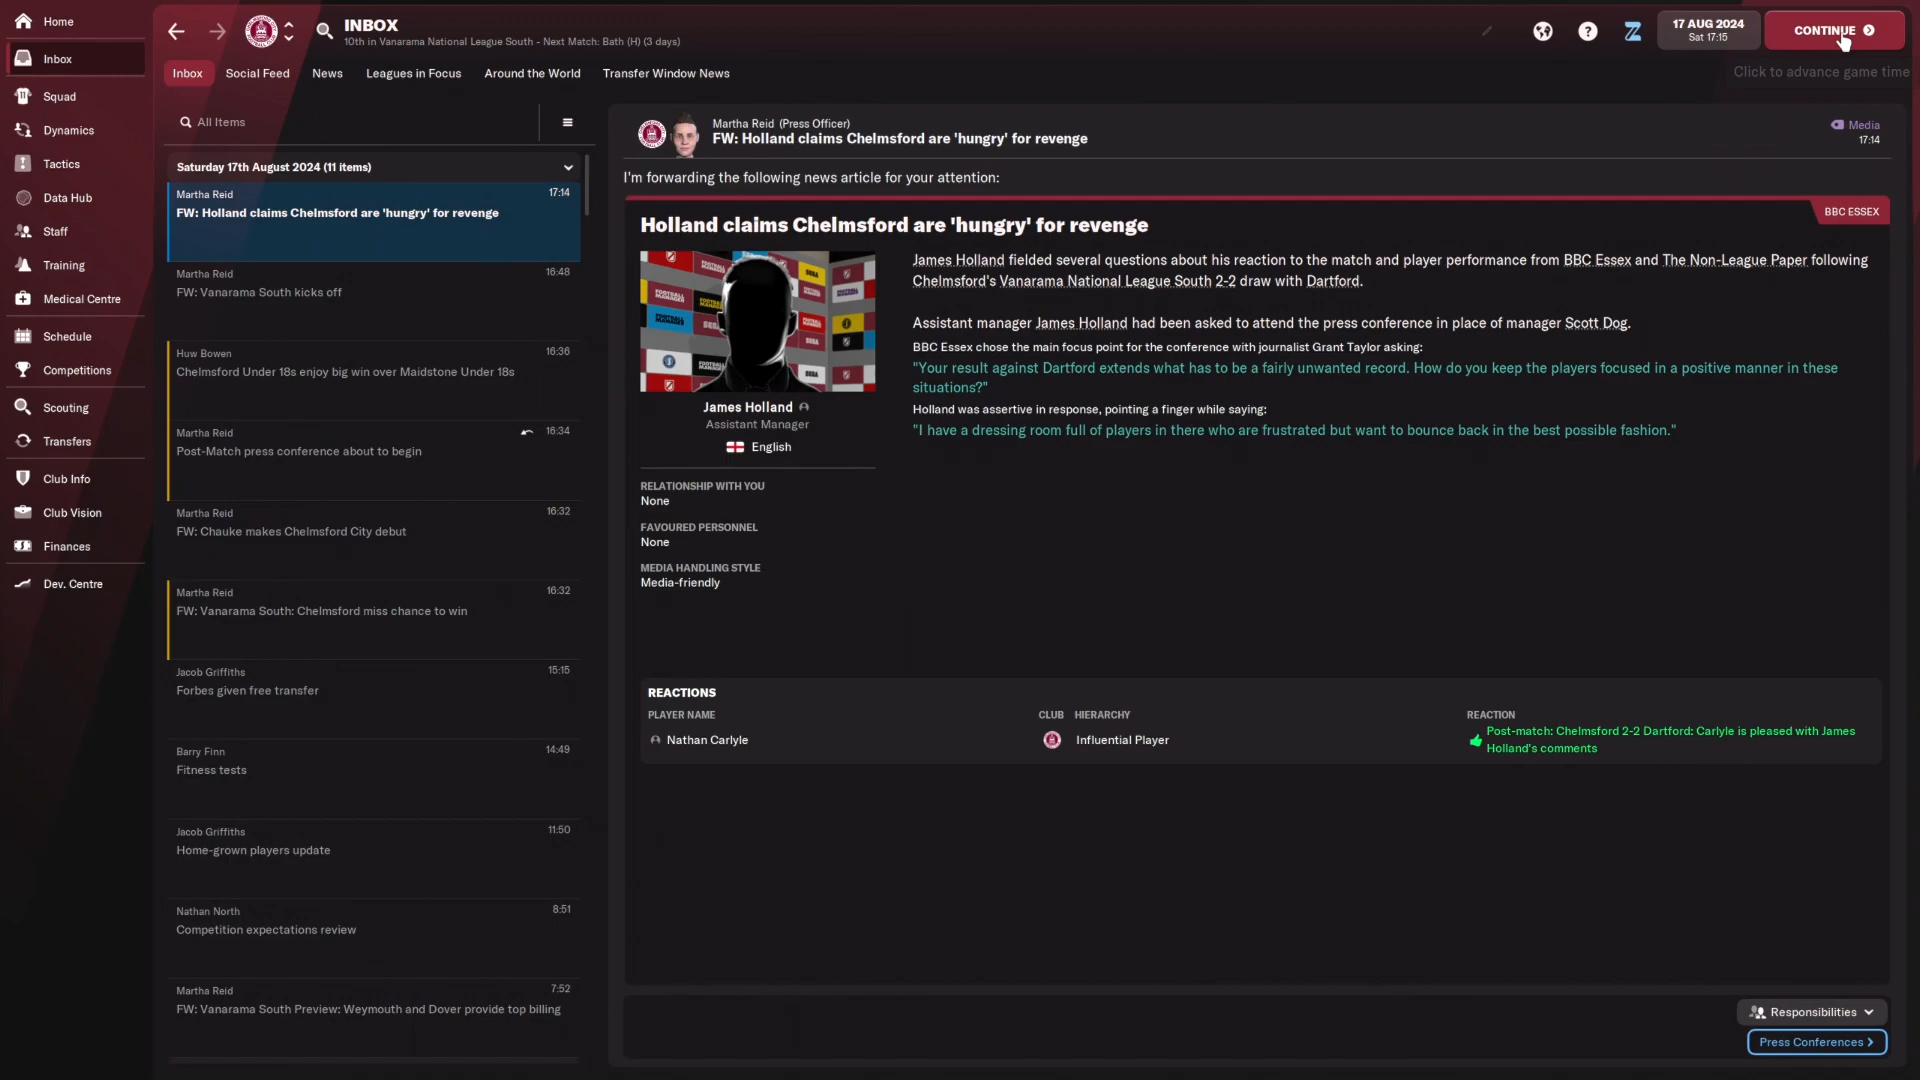 Home
Inbox
Squad
Dynamics
Tactics
Data Hub
Staff
Training
Medical Centre
Schedule
Competitions
Scouting
Transfers
Club Info
Club Vision
Finances
Dev. Centre
INBOX
10th in Vanarama National League South - Next Match: Bath (H) (3 days)
17 AUG 2024
Sat 17:15
CONTINUE
Click to advance game time
Inbox
Social Feed
News
Leagues in Focus
Around the World
Transfer Window News
All Items
Saturday 17th August 2024 (11 items)
Martha Reid 17:14
FW: Holland claims Chelmsford are 'hungry' for revenge
Martha Reid 16:48
FW: Vanarama South kicks off
Huw Bowen 16:36
Chelmsford Under 18s enjoy big win over Maidstone Under 18s
Martha Reid 16:34
Post-Match press conference about to begin
Martha Reid 16:32
FW: Chauke makes Chelmsford City debut
Martha Reid 16:32
FW: Vanarama South: Chelmsford miss chance to win
Jacob Griffiths 15:15
Forbes given free transfer
Barry Finn 14:49
Fitness tests
Jacob Griffiths 11:50
Home-grown players update
Nathan North 8:51
Competition expectations review
Martha Reid 7:52
FW: Vanarama South Preview: Weymouth and Dover provide top billing
Martha Reid (Press Officer)
FW: Holland claims Chelmsford are 'hungry' for revenge
Media
17:14
I'm forwarding the following news article for your attention:
BBC ESSEX
Holland claims Chelmsford are 'hungry' for revenge
James Holland fielded several questions about his reaction to the match and player performance from BBC Essex and The Non-League Paper following
Chelmsford's Vanarama National League South 2-2 draw with Dartford.
Assistant manager James Holland had been asked to attend the press conference in place of manager Scott Dog.
BBC Essex chose the main focus point for the conference with journalist Grant Taylor asking:
"Your result against Dartford extends what has to be a fairly unwanted record. How do you keep the players focused in a positive manner in these
situations?"
Holland was assertive in response, pointing a finger while saying:
"I have a dressing room full of players in there who are frustrated but want to bounce back in the best possible fashion."
James Holland
Assistant Manager
English
RELATIONSHIP WITH YOU
None
FAVOURED PERSONNEL
None
MEDIA HANDLING STYLE
Media-friendly
REACTIONS
PLAYER NAME CLUB HIERARCHY REACTION
Nathan Carlyle Influential Player
Post-match: Chelmsford 2-2 Dartford: Carlyle is pleased with James
Holland's comments
Responsibilities
Press Conferences